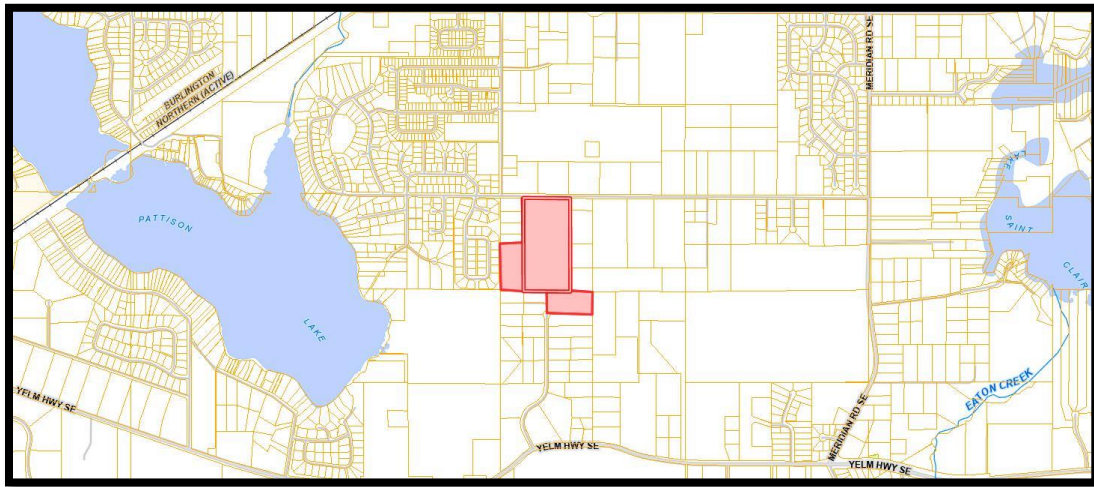 MERIDIAN RD SE
BURLINGTON
NORTHERN (ACTIVE)
LAKE
PATTISON
SAINT
CLAIR
LAKE
EATON CREEK
YELM HWY SE
MERIDIAN RD SE
YELM HWY SE
YELM HWY SE